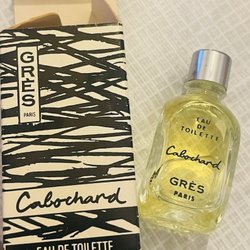 GRÈS
PARIS
Cabochard
EAU DE TOILETTE
EAU
DE
TOILETTE
Cabochard
GRÈS
PARIS